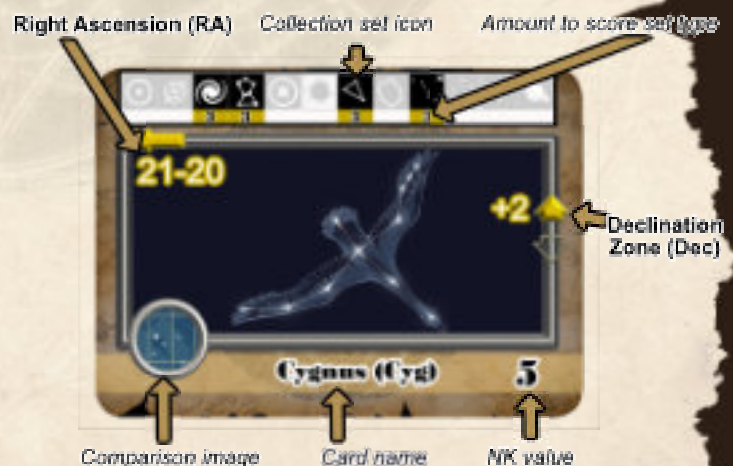 Right Ascension (RA) Collection set icon Amount to score set type
21-20
+2
Declination
Zone (Dec)
Cygnus (Cyg) 5
Comparison image Card name NK value